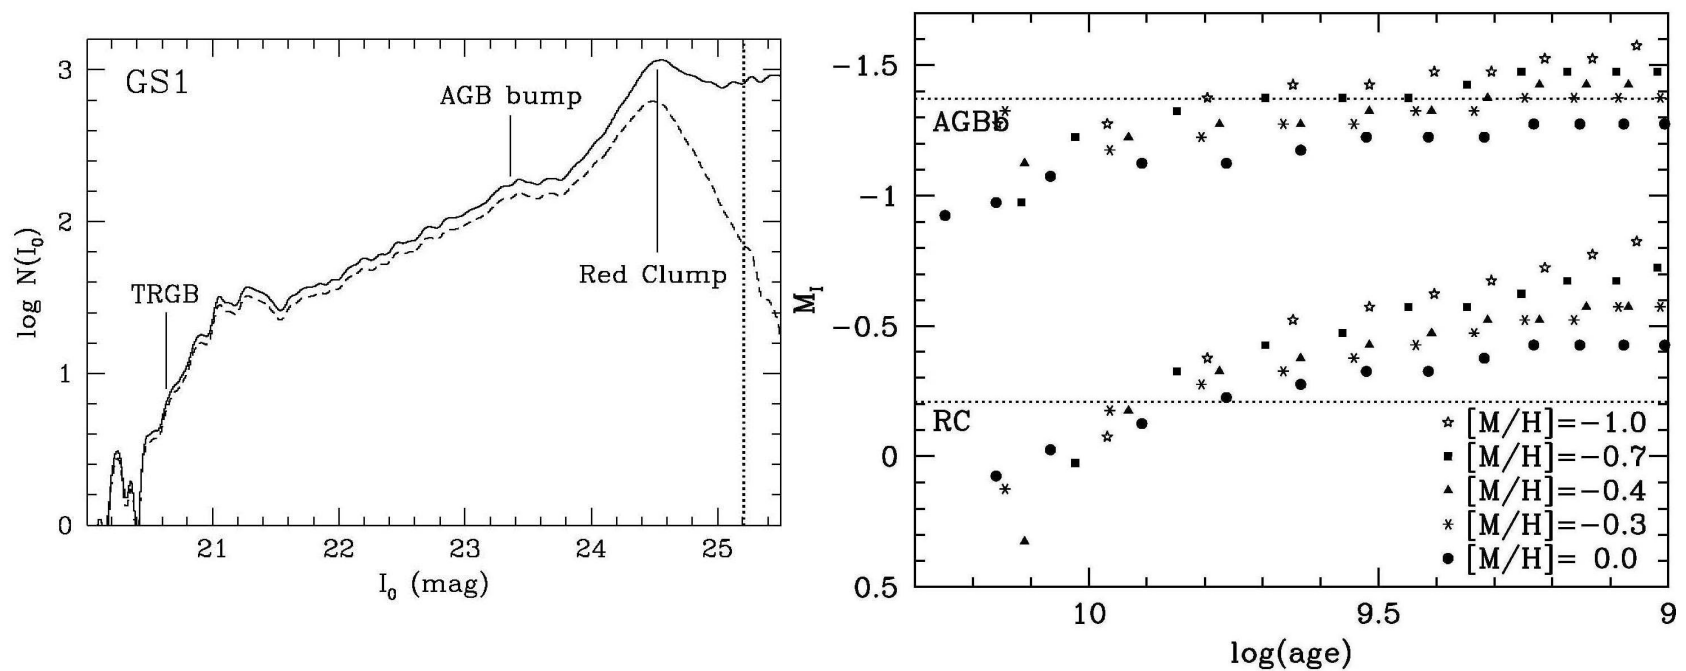 GS1
AGB bump
TRGB
Red Clump
log N(I₀)
3
2
1
0
21
22
23
24
25
I₀ (mag)
M_I
-1.5
-1
-0.5
0
0.5
AGBb
RC
[M/H]=-1.0
[M/H]=-0.7
[M/H]=-0.4
[M/H]=-0.3
[M/H]= 0.0
10
9.5
9
log(age)